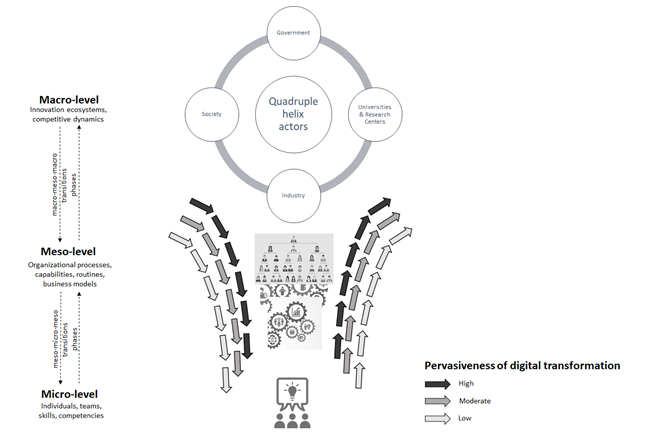 Government
Society
Quadruple
helix
actors
Universities
& Research
Centers
Industry
Macro-level
Innovation ecosystems,
competitive dynamics
macro-meso-macro
transitions
phases
Meso-level
Organizational processes,
capabilities, routines,
business models
meso-micro-meso
transitions
phases
Micro-level
Individuals, teams,
skills, competencies
Pervasiveness of digital transformation
High
Moderate
Low